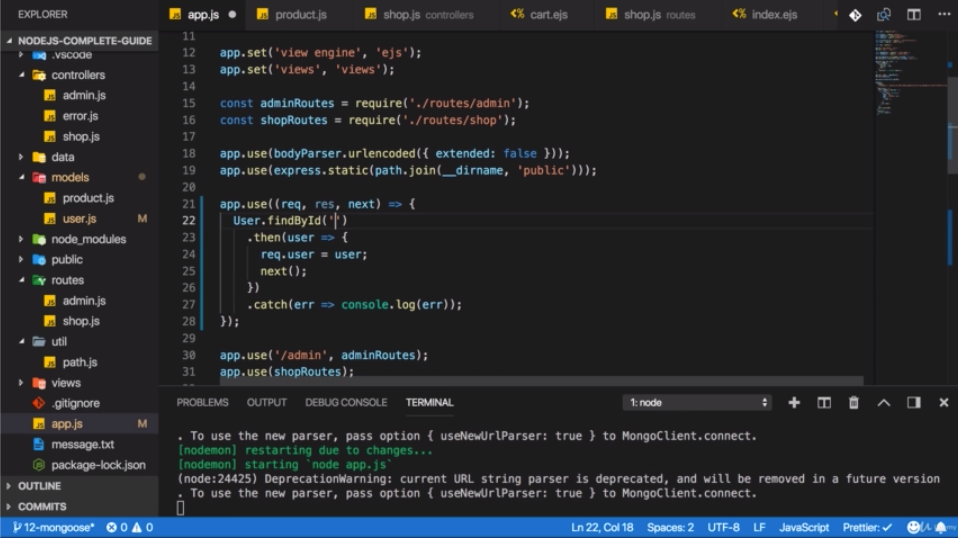 EXPLORER
NODEJS-COMPLETE-GUIDE
.vscode
controllers
admin.js
error.js
shop.js
data
models
product.js
user.js M
node_modules
public
routes
admin.js
shop.js
util
path.js
views
.gitignore
app.js M
message.txt
package-lock.json
OUTLINE
COMMITS
app.js product.js shop.js controllers cart.ejs shop.js routes index.ejs
11
12 app.set('view engine', 'ejs');
13 app.set('views', 'views');
14
15 const adminRoutes = require('./routes/admin');
16 const shopRoutes = require('./routes/shop');
17
18 app.use(bodyParser.urlencoded({ extended: false }));
19 app.use(express.static(path.join(__dirname, 'public')));
20
21 app.use((req, res, next) => {
22 User.findById('')
23 .then(user => {
24 req.user = user;
25 next();
26 })
27 .catch(err => console.log(err));
28 });
29
30 app.use('/admin', adminRoutes);
31 app.use(shopRoutes);
PROBLEMS OUTPUT DEBUG CONSOLE TERMINAL 1: node
. To use the new parser, pass option { useNewUrlParser: true } to MongoClient.connect.
[nodemon] restarting due to changes...
[nodemon] starting `node app.js`
(node:24425) DeprecationWarning: current URL string parser is deprecated, and will be removed in a future version
. To use the new parser, pass option { useNewUrlParser: true } to MongoClient.connect.
12-mongoose* 0 0 Ln 22, Col 18 Spaces: 2 UTF-8 LF JavaScript Prettier: ✓